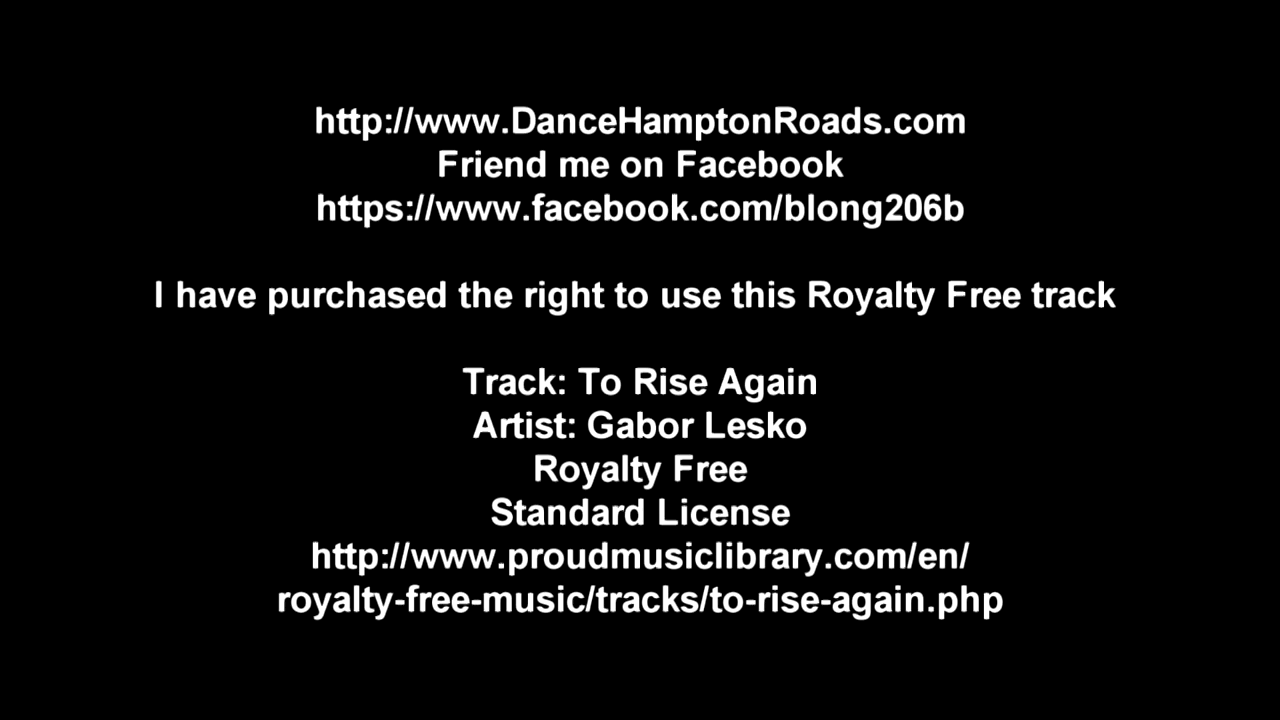 http://www.DanceHamptonRoads.com
Friend me on Facebook
https://www.facebook.com/blong206b
I have purchased the right to use this Royalty Free track
Track: To Rise Again
Artist: Gabor Lesko
Royalty Free
Standard License
http://www.proudmusiclibrary.com/en/
royalty-free-music/tracks/to-rise-again.php